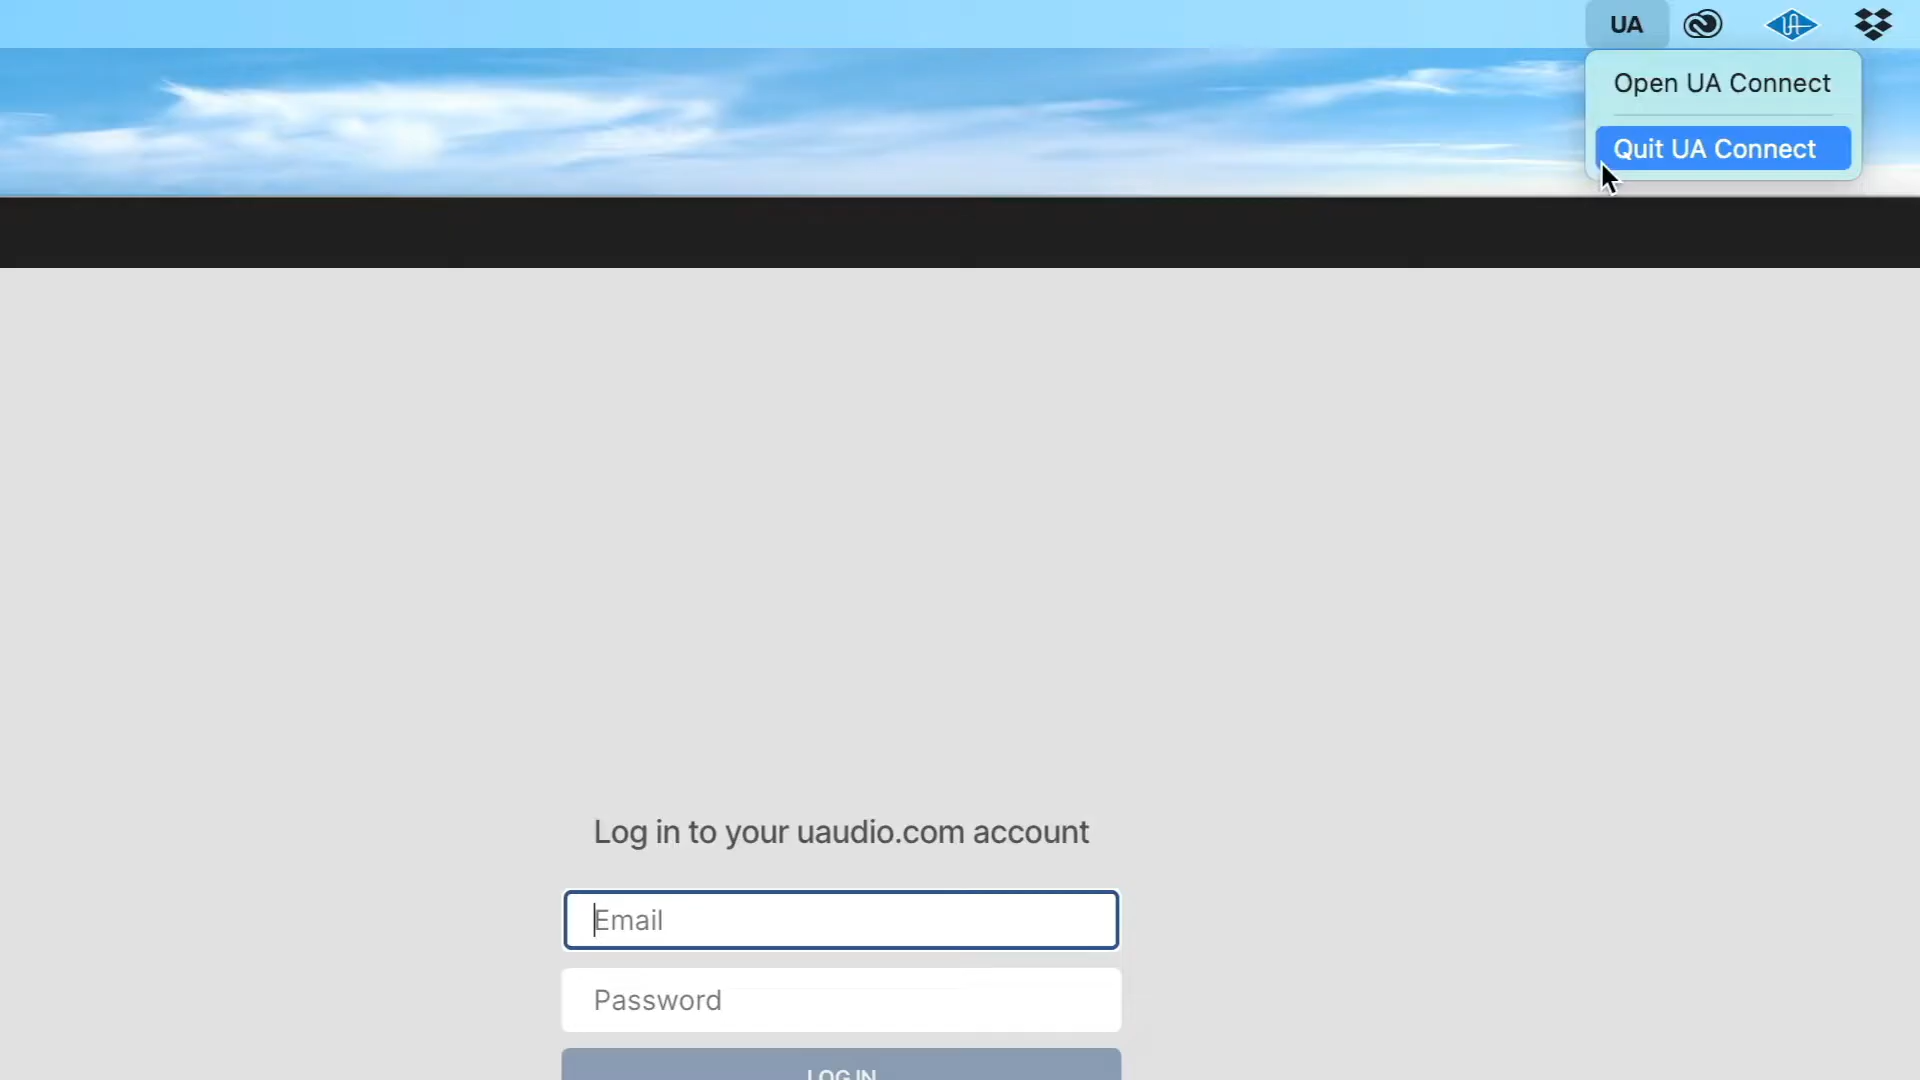 UA
Open UA Connect
Quit UA Connect
Log in to your uaudio.com account
Email
Password
LOG IN